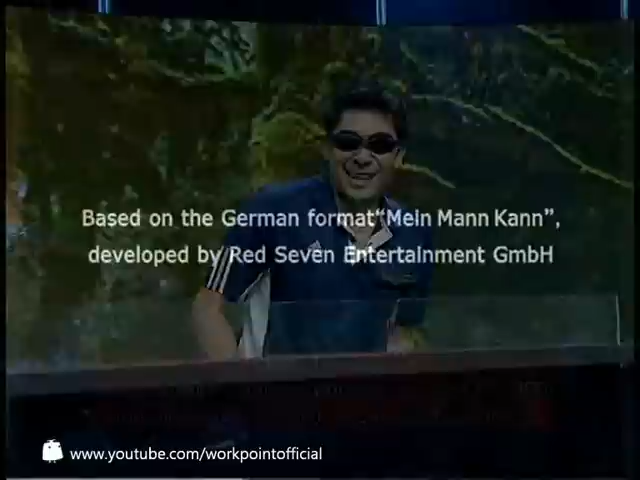 Based on the German format“Mein Mann Kann”,
developed by Red Seven Entertainment GmbH
www.youtube.com/workpointofficial